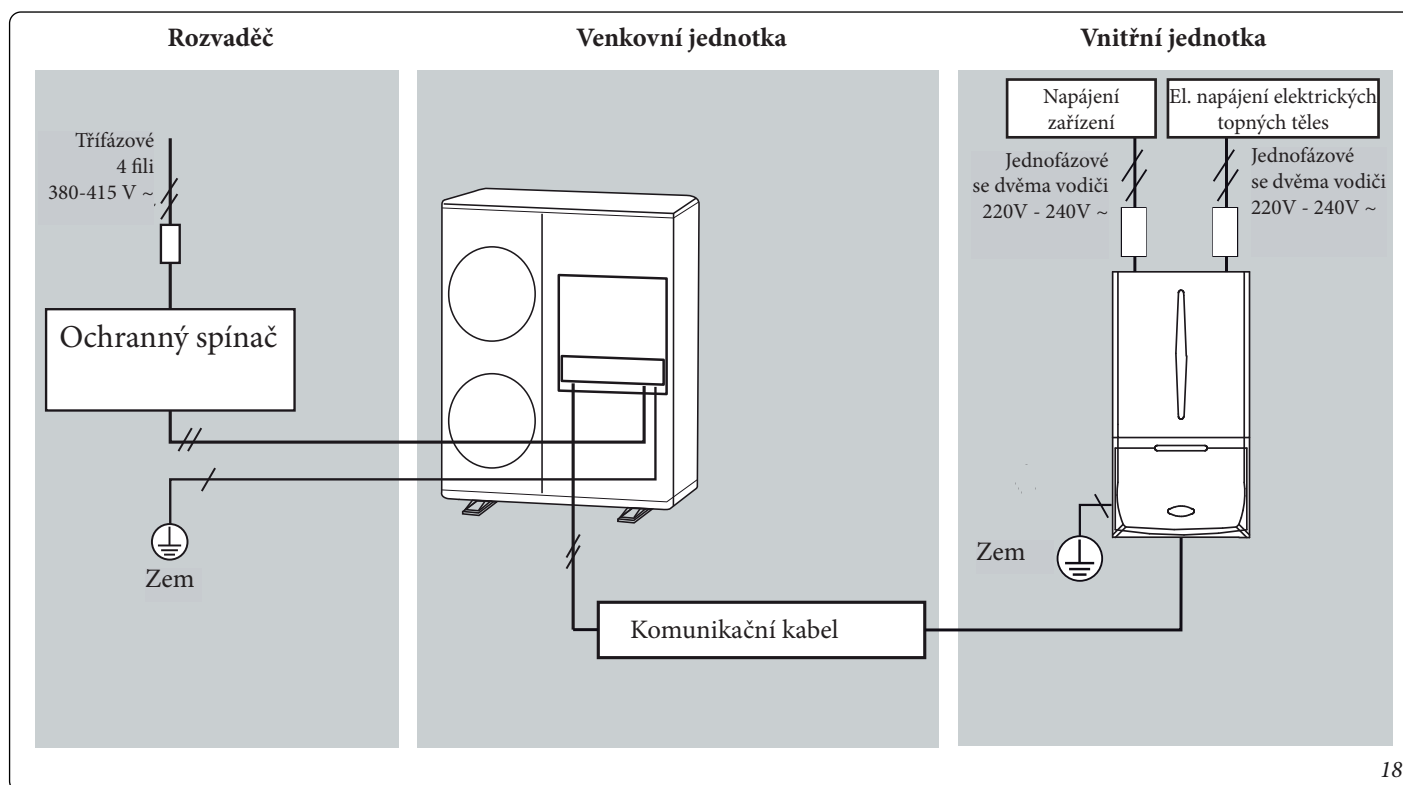 Rozvaděč
Venkovní jednotka
Vnitřní jednotka
Třífázové
4 fili
380-415 V ~
Ochranný spínač
Zem
Napájení
zařízení
El. napájení elektrických
topných těles
Jednofázové
se dvěma vodiči
220V - 240V ~
Jednofázové
se dvěma vodiči
220V - 240V ~
Zem
Komunikační kabel
18